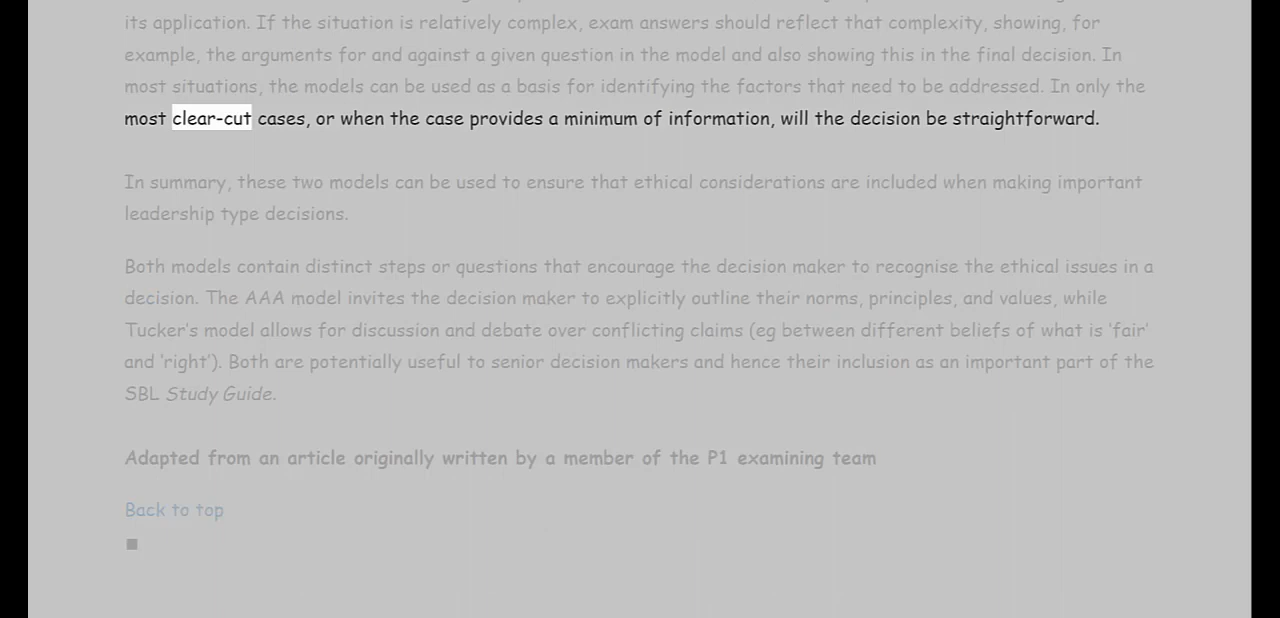 its application. If the situation is relatively complex, exam answers should reflect that complexity, showing, for
example, the arguments for and against a given question in the model and also showing this in the final decision. In
most situations, the models can be used as a basis for identifying the factors that need to be addressed. In only the
most clear-cut cases, or when the case provides a minimum of information, will the decision be straightforward.
In summary, these two models can be used to ensure that ethical considerations are included when making important
leadership type decisions.
Both models contain distinct steps or questions that encourage the decision maker to recognise the ethical issues in a
decision. The AAA model invites the decision maker to explicitly outline their norms, principles, and values, while
Tucker's model allows for discussion and debate over conflicting claims (eg between different beliefs of what is 'fair'
and 'right'). Both are potentially useful to senior decision makers and hence their inclusion as an important part of the
SBL Study Guide.
Adapted from an article originally written by a member of the P1 examining team
Back to top